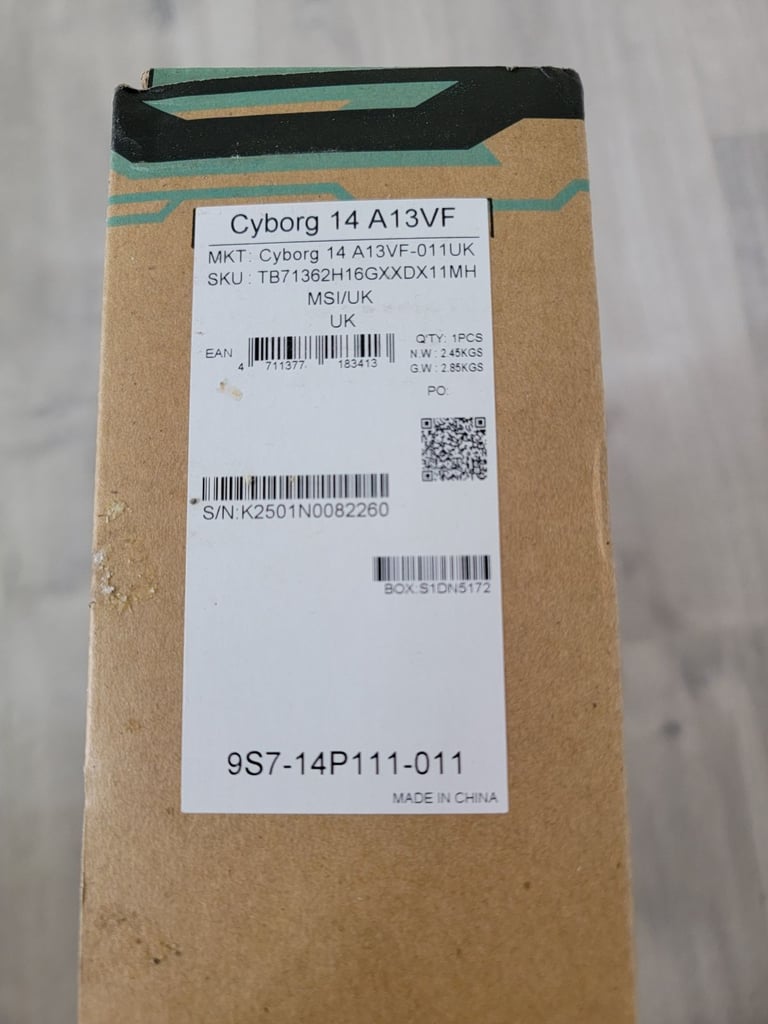 Cyborg 14 A13VF
MKT: Cyborg 14 A13VF-011UK
SKU : TB71362H16GXXDX11MH
MSI/UK
UK
EAN
4 711377 183413
Q'TY: 1PCS
N.W : 2.45KGS
G.W : 2.85KGS
PO:
S/N:K2501N0082260
BOX:S1DN5172
9S7-14P111-011
MADE IN CHINA